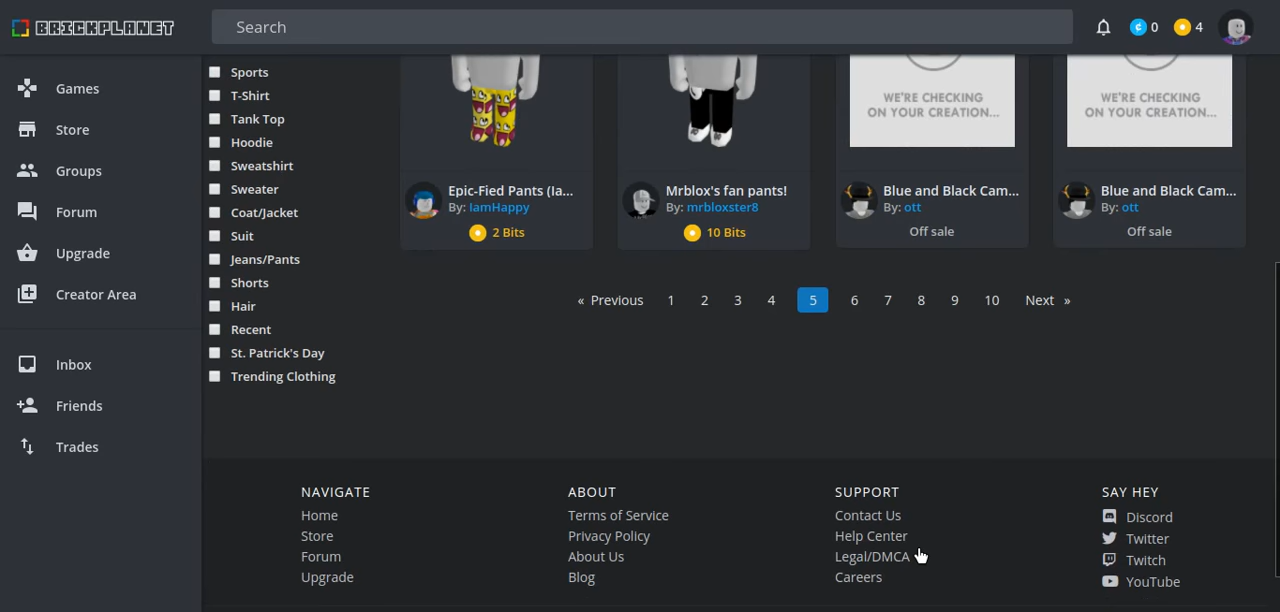 BRICKPLANET
Search
0
4
Games
Store
Groups
Forum
Upgrade
Creator Area
Inbox
Friends
Trades
Sports
T-Shirt
Tank Top
Hoodie
Sweatshirt
Sweater
Coat/Jacket
Suit
Jeans/Pants
Shorts
Hair
Recent
St. Patrick's Day
Trending Clothing
Epic-Fied Pants (Ia...
By: IamHappy
2 Bits
Mrblox's fan pants!
By: mrbloxster8
10 Bits
WE'RE CHECKING
ON YOUR CREATION...
Blue and Black Cam...
By: ott
Off sale
WE'RE CHECKING
ON YOUR CREATION...
Blue and Black Cam...
By: ott
Off sale
« Previous 1 2 3 4 5 6 7 8 9 10 Next »
NAVIGATE
Home
Store
Forum
Upgrade
ABOUT
Terms of Service
Privacy Policy
About Us
Blog
SUPPORT
Contact Us
Help Center
Legal/DMCA
Careers
SAY HEY
Discord
Twitter
Twitch
YouTube